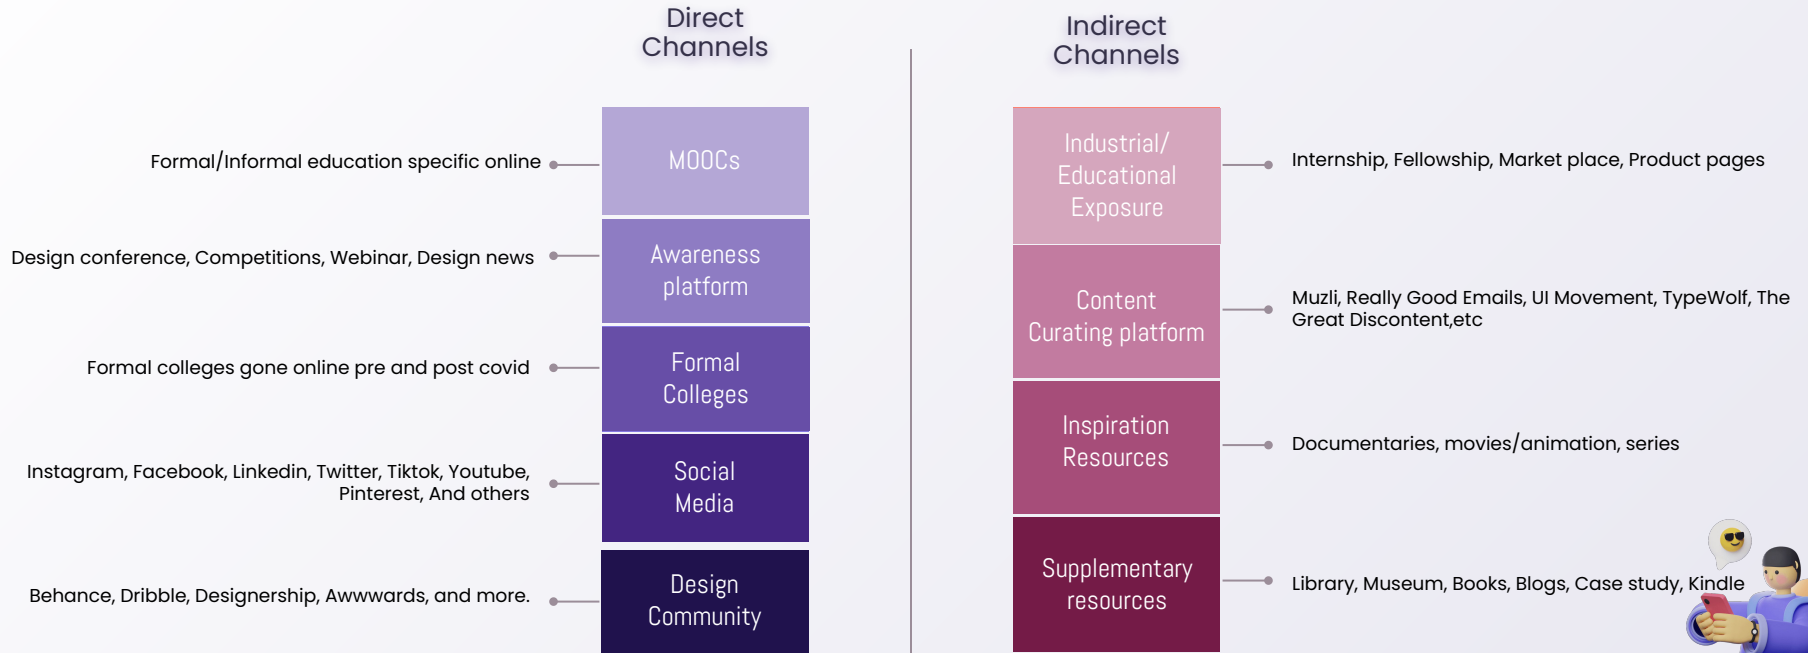 Direct
Channels
Formal/Informal education specific online
MOOCs
Design conference, Competitions, Webinar, Design news
Awareness
platform
Formal colleges gone online pre and post covid
Formal
Colleges
Instagram, Facebook, Linkedin, Twitter, Tiktok, Youtube,
Pinterest, And others
Social
Media
Behance, Dribble, Designership, Awwwards, and more.
Design
Community
Indirect
Channels
Industrial/
Educational
Exposure
Internship, Fellowship, Market place, Product pages
Content
Curating platform
Muzli, Really Good Emails, UI Movement, TypeWolf, The
Great Discontent,etc
Inspiration
Resources
Documentaries, movies/animation, series
Supplementary
resources
Library, Museum, Books, Blogs, Case study, Kindle